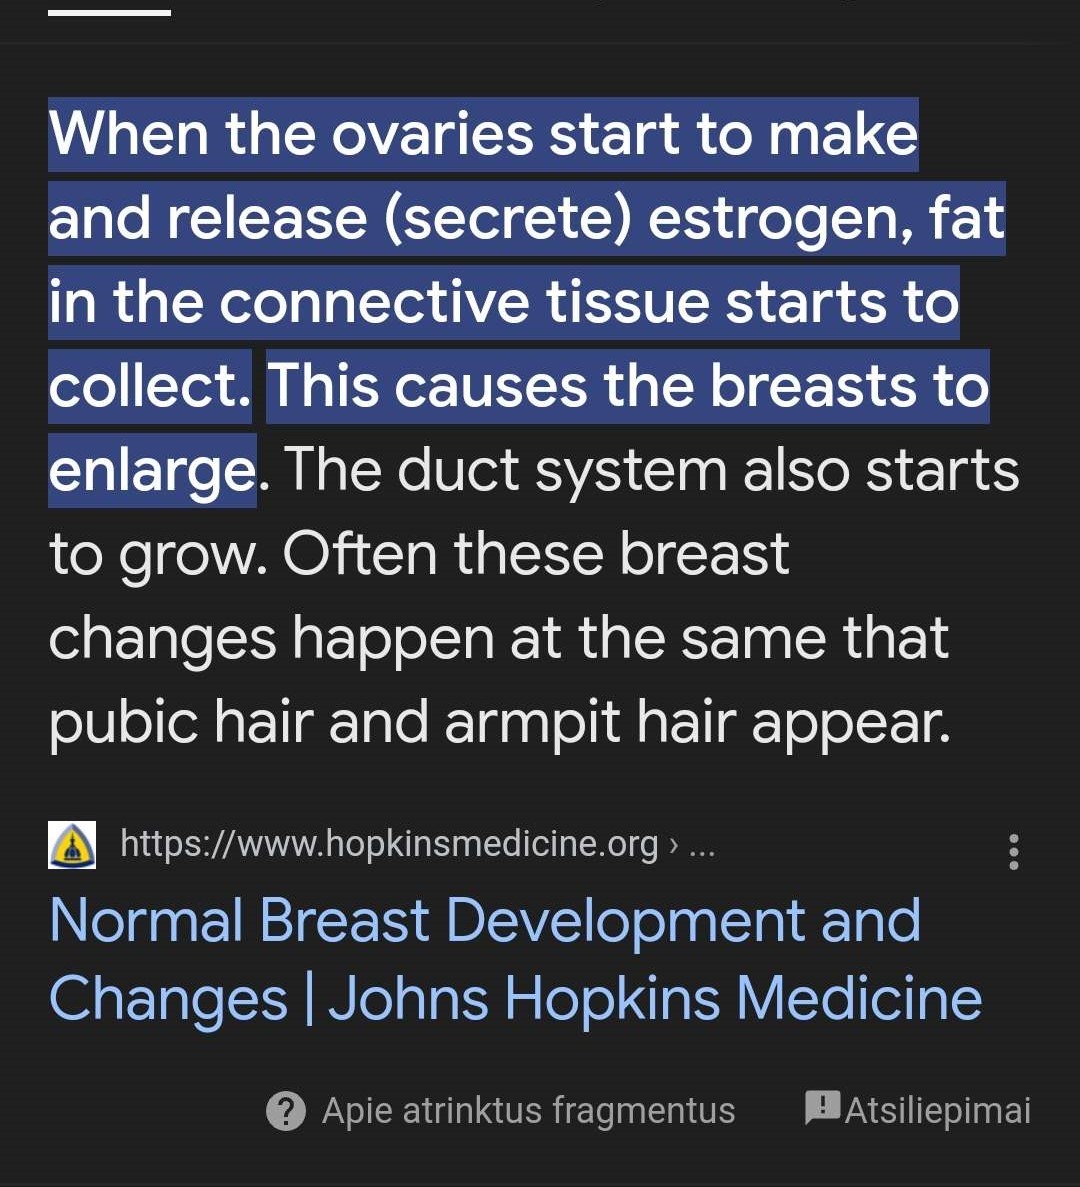 When the ovaries start to make
and release (secrete) estrogen, fat
in the connective tissue starts to
collect. This causes the breasts to
enlarge. The duct system also starts
to grow. Often these breast
changes happen at the same that
pubic hair and armpit hair appear.
https://www.hopkinsmedicine.org › ...
Normal Breast Development and
Changes | Johns Hopkins Medicine
Apie atrinktus fragmentus Atsiliepimai